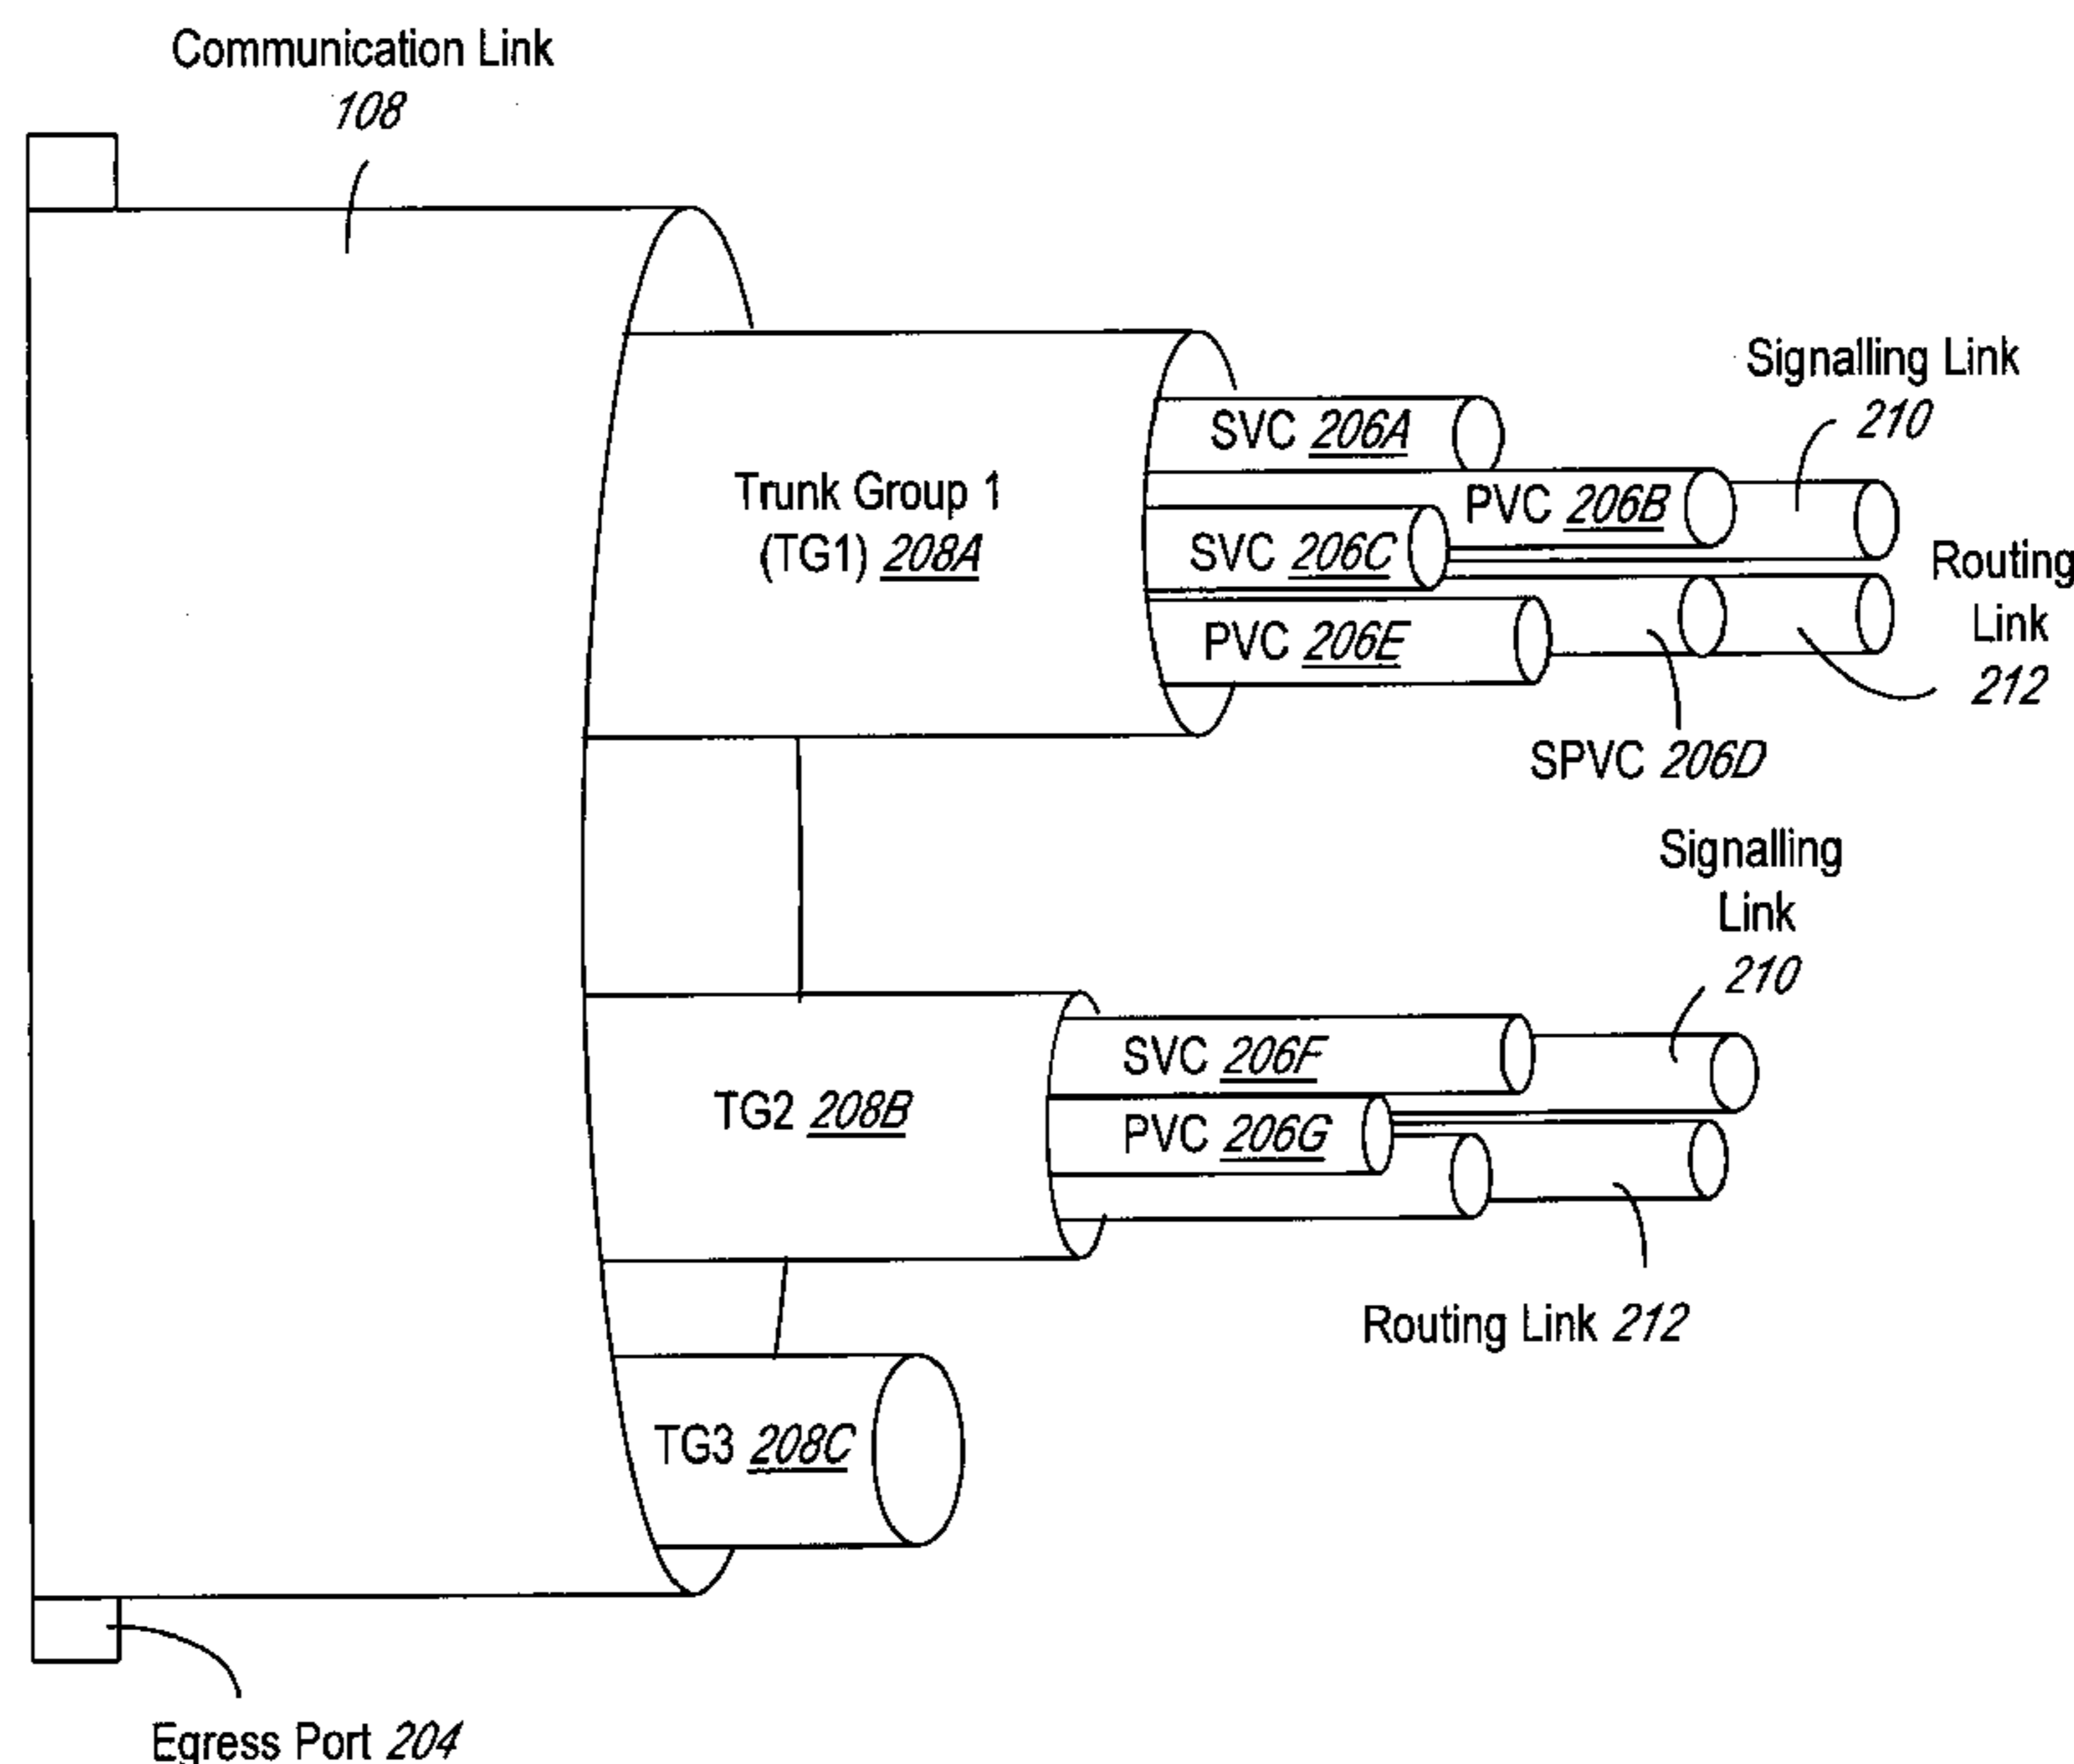 Communication Link
108
Signalling Link
210
SVC 206A
Trunk Group 1
(TG1) 208A
PVC 206B
SVC 206C
Routing
Link
212
PVC 206E
SPVC 206D
Signalling
Link
210
SVC 206F
TG2 208B
PVC 206G
Routing Link 212
TG3 208C
Egress Port 204